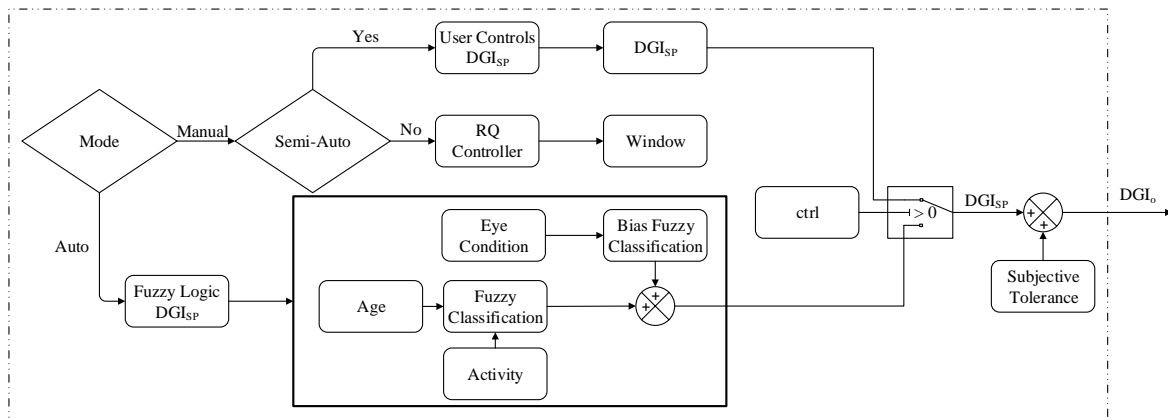 Yes
User Controls
DGI_SP
DGI_SP
Mode
Manual
Semi-Auto
No
RQ
Controller
Window
ctrl
> 0
DGI_SP
+
+
DGI_o
Subjective
Tolerance
Auto
Eye
Condition
Bias Fuzzy
Classification
Fuzzy Logic
DGI_SP
Age
Fuzzy
Classification
+
+
Activity